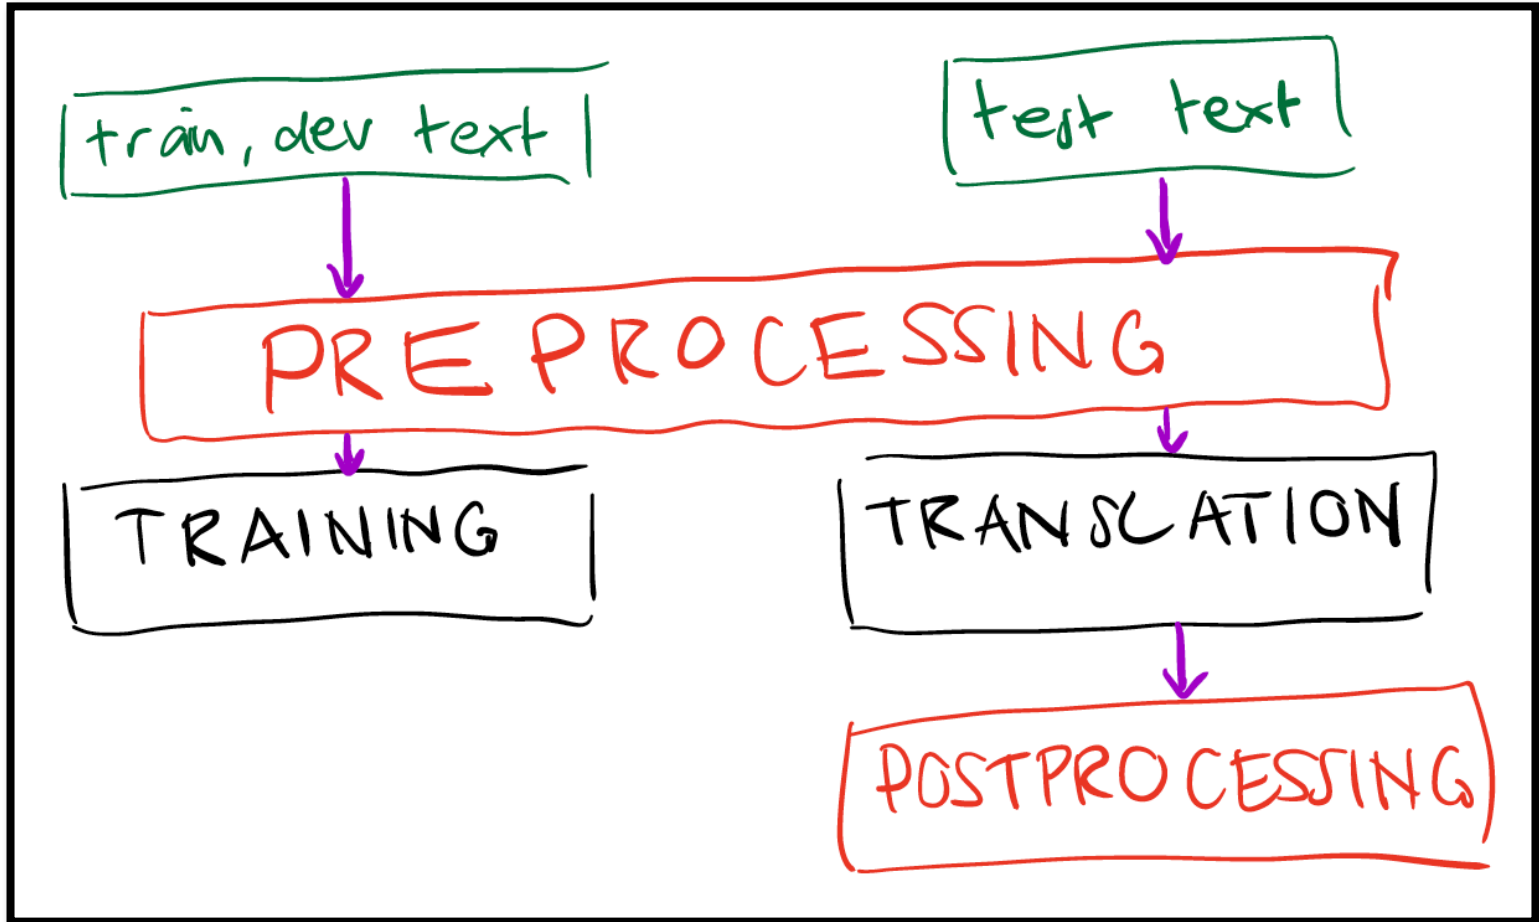 train, dev text
test text
PREPROCESSING
TRAINING
TRANSLATION
POSTPROCESSING